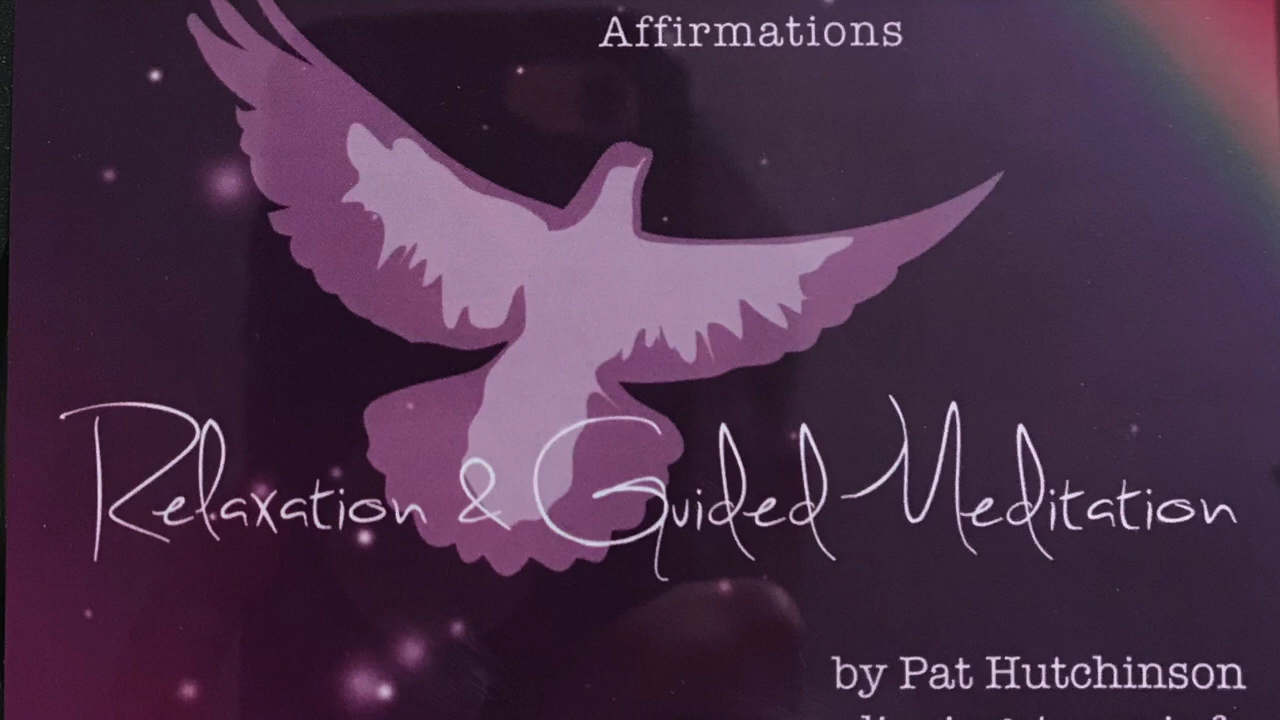 Affirmations
Relaxation & Guided Meditation
by Pat Hutchinson